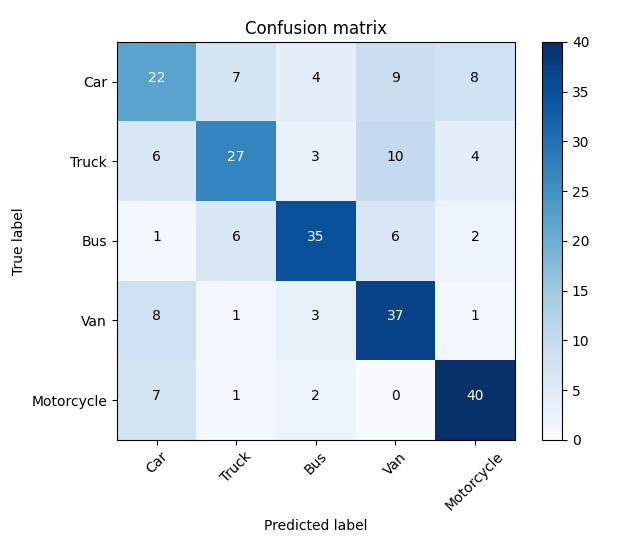 Confusion matrix
True label
Car 22 7 4 9 8
Truck 6 27 3 10 4
Bus 1 6 35 6 2
Van 8 1 3 37 1
Motorcycle 7 1 2 0 40
Car Truck Bus Van Motorcycle
Predicted label
40
35
30
25
20
15
10
5
0